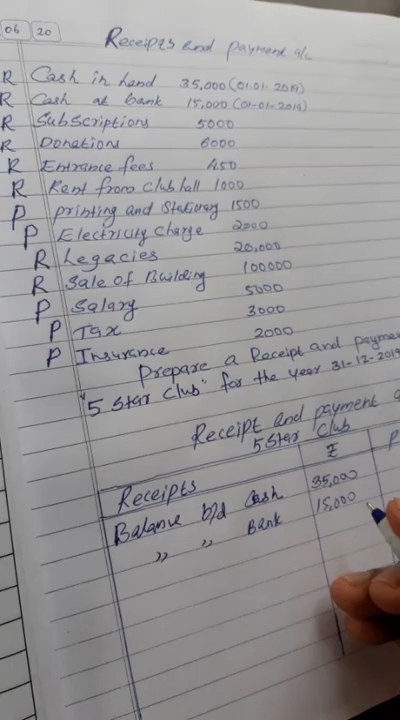 06 20
Receipts and payment a/c
R Cash in hand 35,000 (01-01-2019)
R Cash at bank 15,000 (01-01-2019)
R Subscriptions 5000
R Donations 6000
R Entrance fees 450
R Rent from club hall 1000
P printing and Stationary 1500
P Electricity charge 2000
R Legacies 20,000
R Sale of Building 100000
P Salary 5000
P Tax 3000
P Insurance 2000
Prepare a Receipt and payment
"5 Star Club" for the year 31-12-2019
Receipt and payment a
5 Star Club
Receipts ₹ P
Balance b/d Cash 35,000
,, ,, Bank 15,000